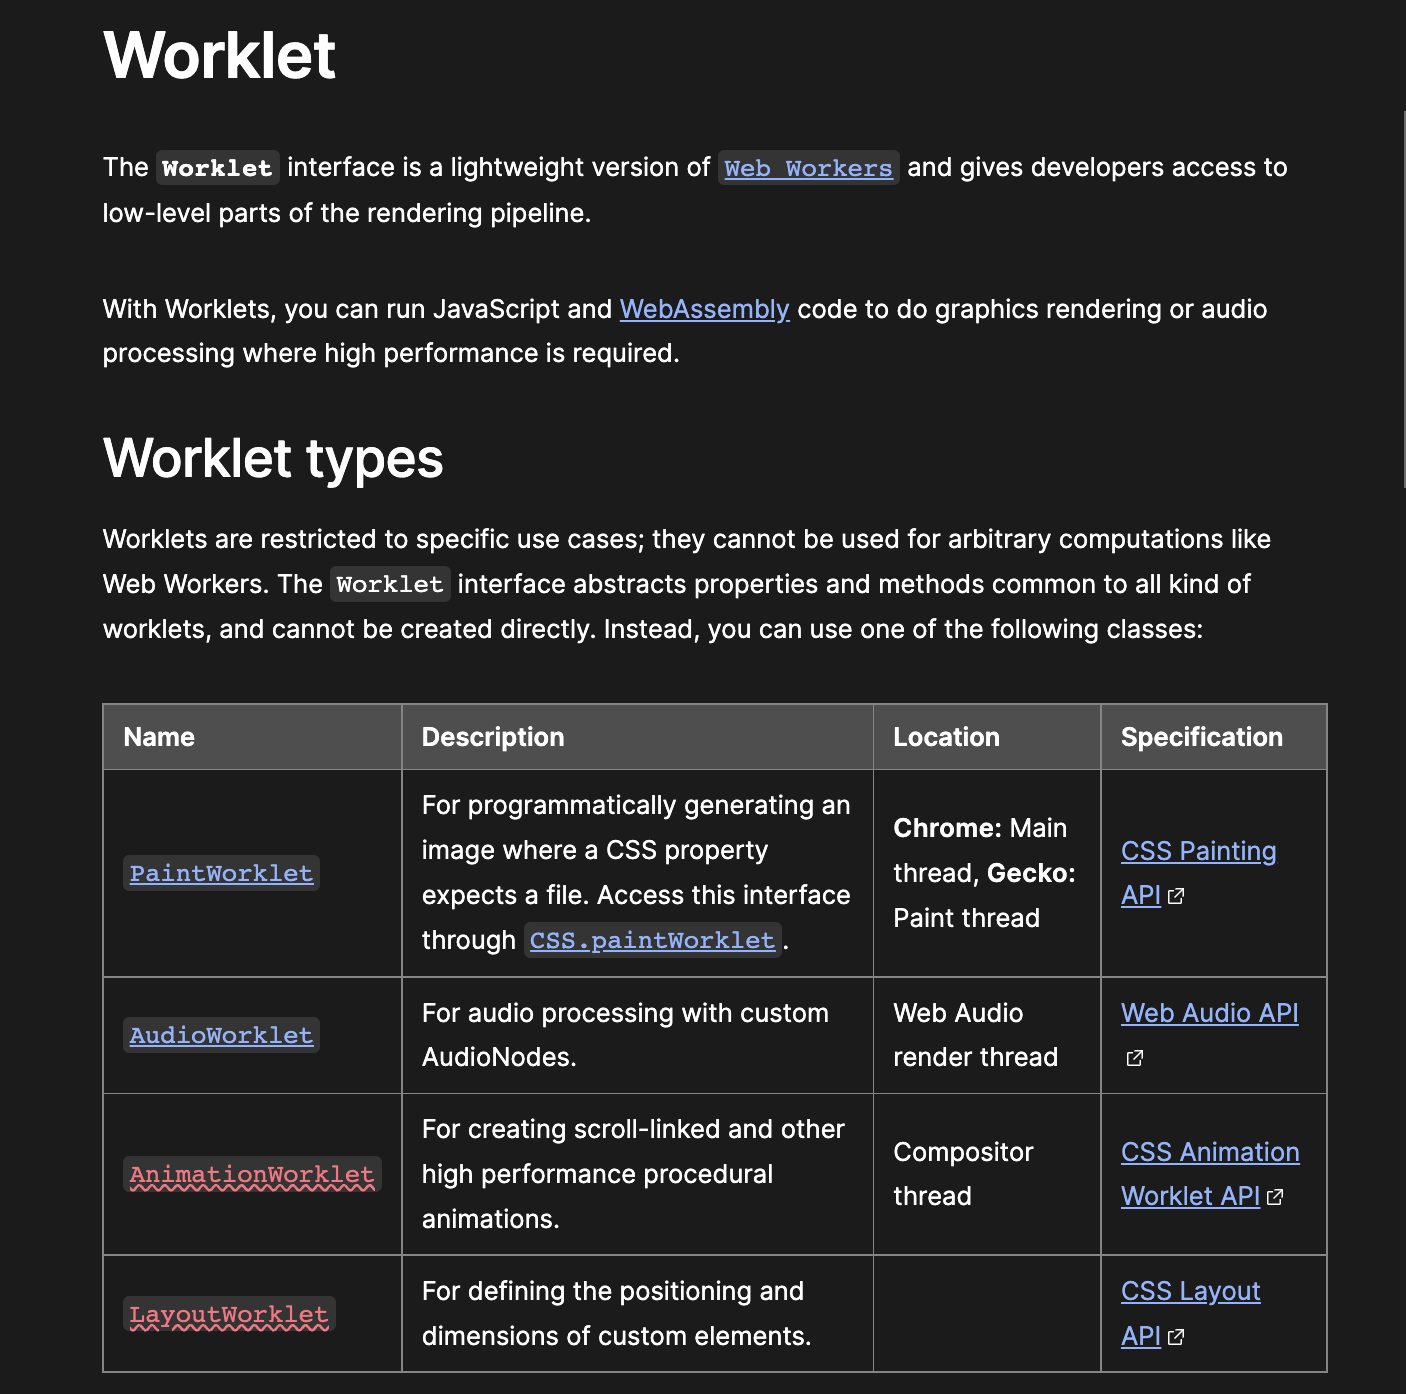 Worklet
The Worklet interface is a lightweight version of Web Workers and gives developers access to
low-level parts of the rendering pipeline.
With Worklets, you can run JavaScript and WebAssembly code to do graphics rendering or audio
processing where high performance is required.
Worklet types
Worklets are restricted to specific use cases; they cannot be used for arbitrary computations like
Web Workers. The Worklet interface abstracts properties and methods common to all kind of
worklets, and cannot be created directly. Instead, you can use one of the following classes:
Name Description Location Specification
PaintWorklet
For programmatically generating an
image where a CSS property
expects a file. Access this interface
through CSS.paintWorklet.
Chrome: Main
thread, Gecko:
Paint thread
CSS Painting
API
AudioWorklet
For audio processing with custom
AudioNodes.
Web Audio
render thread
Web Audio API
AnimationWorklet
For creating scroll-linked and other
high performance procedural
animations.
Compositor
thread
CSS Animation
Worklet API
LayoutWorklet
For defining the positioning and
dimensions of custom elements.
CSS Layout
API